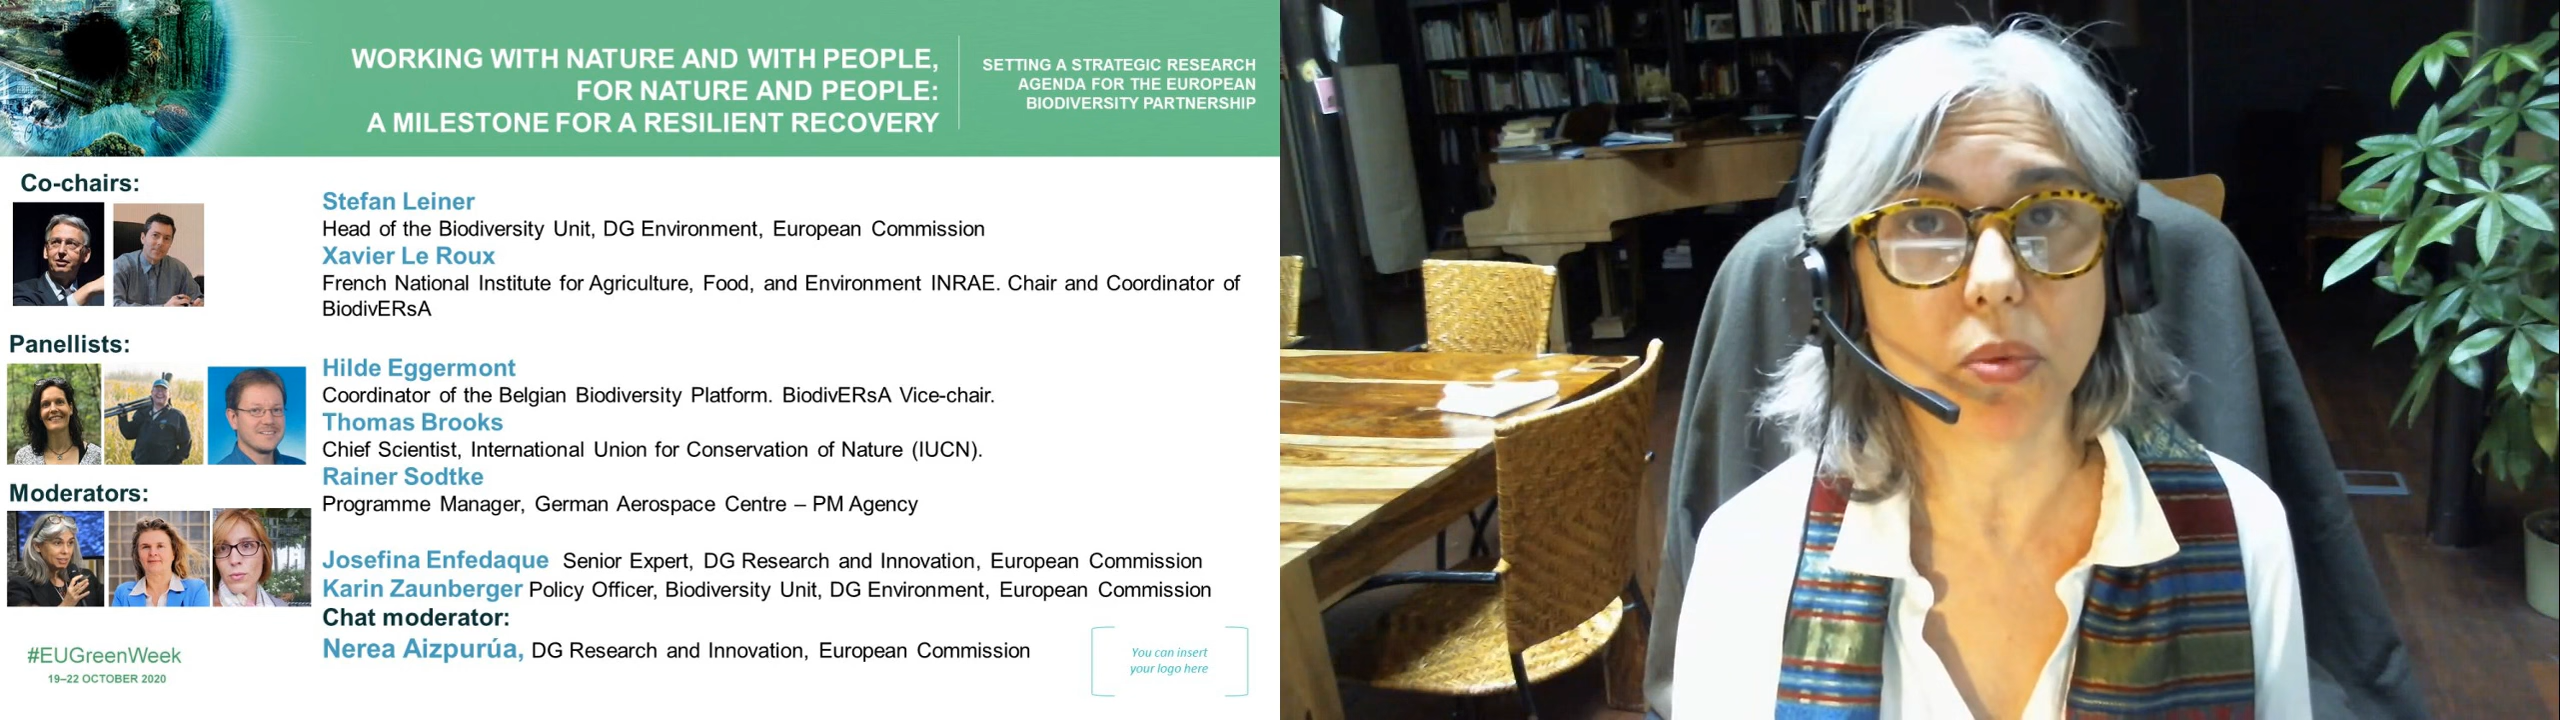 WORKING WITH NATURE AND WITH PEOPLE,
FOR NATURE AND PEOPLE:
A MILESTONE FOR A RESILIENT RECOVERY
SETTING A STRATEGIC RESEARCH
AGENDA FOR THE EUROPEAN
BIODIVERSITY PARTNERSHIP
Co-chairs:
Stefan Leiner
Head of the Biodiversity Unit, DG Environment, European Commission
Xavier Le Roux
French National Institute for Agriculture, Food, and Environment INRAE. Chair and Coordinator of
BiodivERsA
Panellists:
Hilde Eggermont
Coordinator of the Belgian Biodiversity Platform. BiodivERsA Vice-chair.
Thomas Brooks
Chief Scientist, International Union for Conservation of Nature (IUCN).
Rainer Sodtke
Programme Manager, German Aerospace Centre – PM Agency
Moderators:
Josefina Enfedaque Senior Expert, DG Research and Innovation, European Commission
Karin Zaunberger Policy Officer, Biodiversity Unit, DG Environment, European Commission
Chat moderator:
Nerea Aizpurúa, DG Research and Innovation, European Commission
#EUGreenWeek
19–22 OCTOBER 2020
You can insert
your logo here